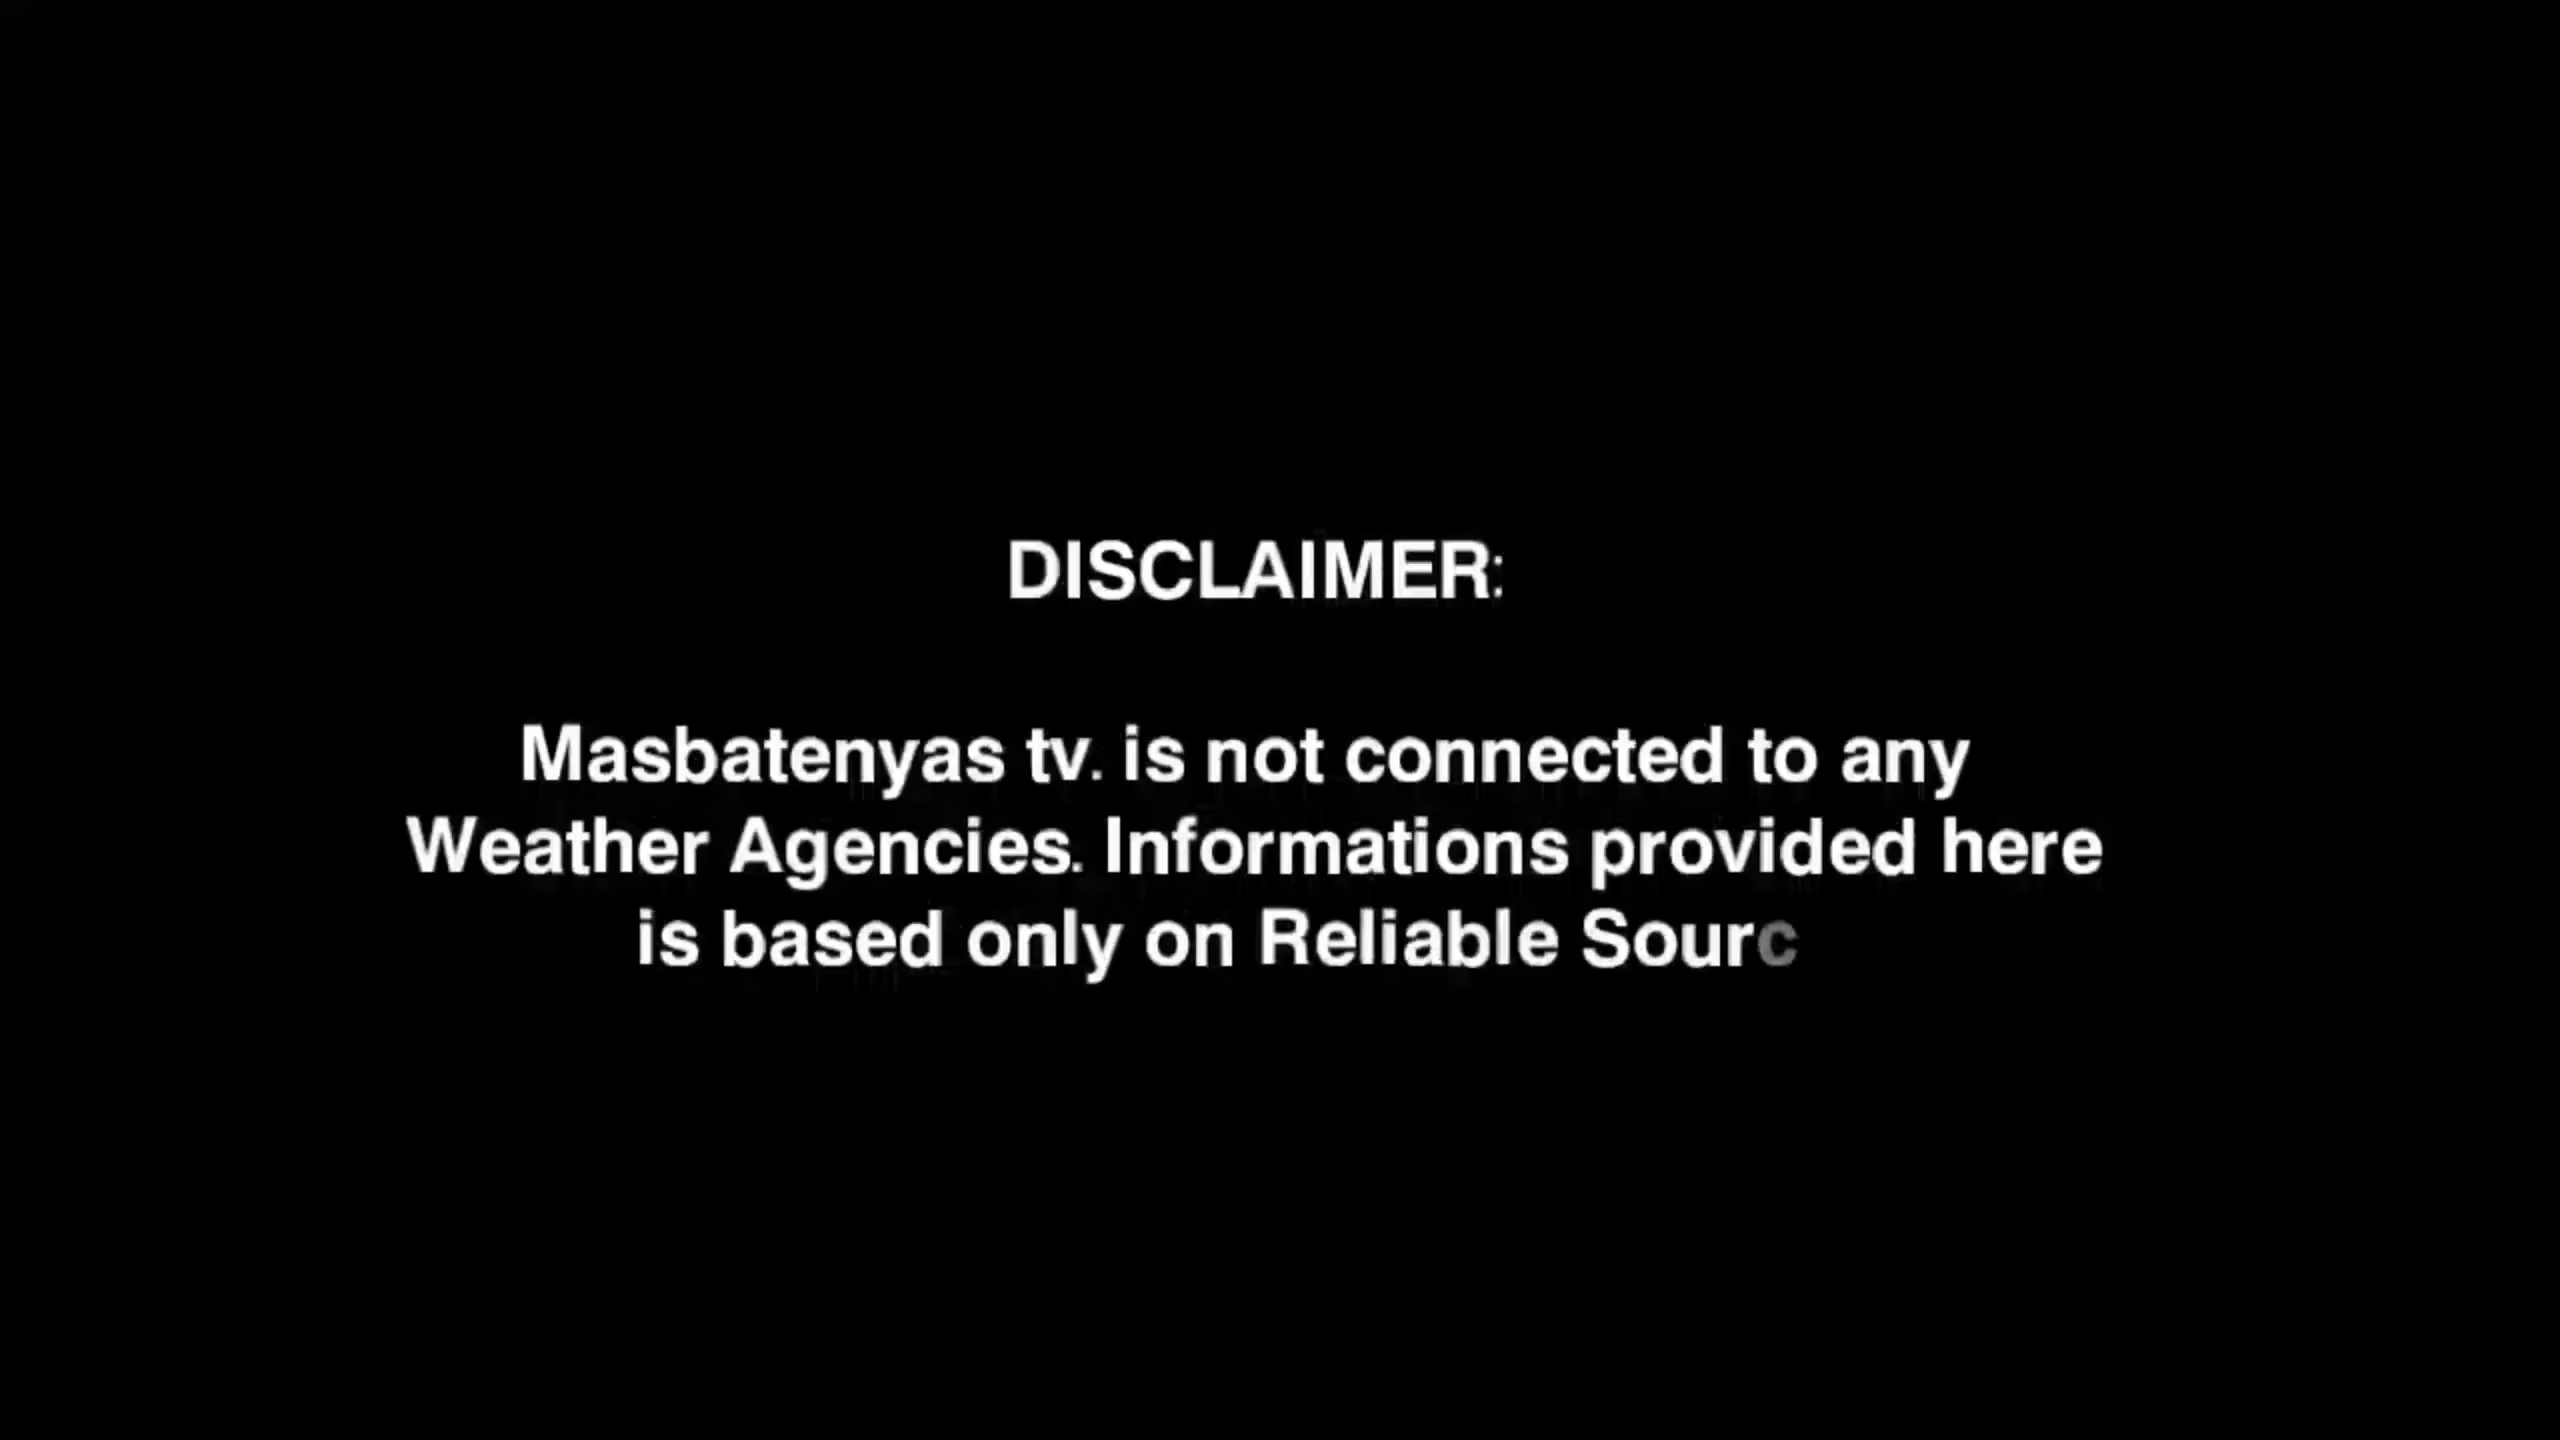 DISCLAIMER:
Masbatenyas tv. is not connected to any
Weather Agencies. Informations provided here
is based only on Reliable Sourc